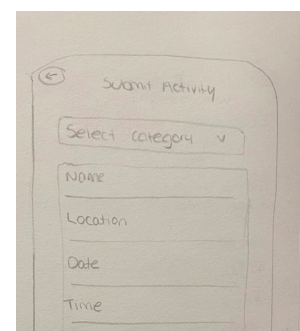 Submit Activity
Select category
Name
Location
Date
Time